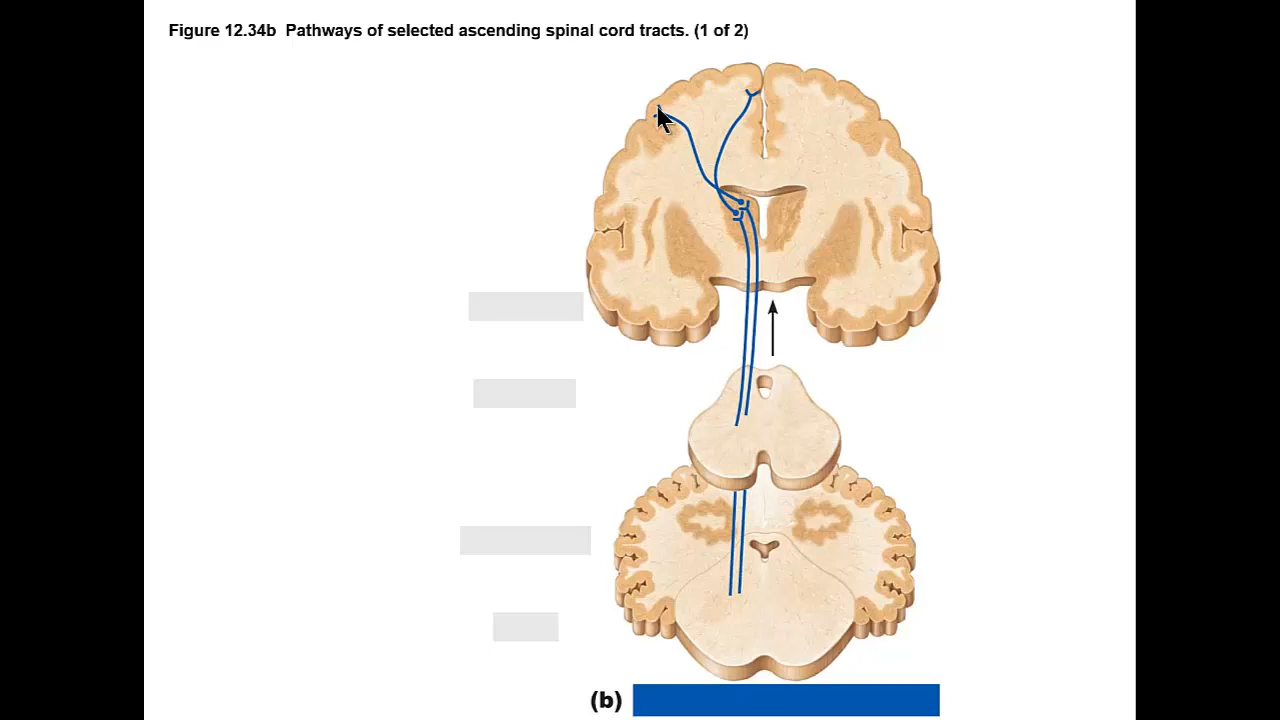 Figure 12.34b Pathways of selected ascending spinal cord tracts. (1 of 2)
(b)